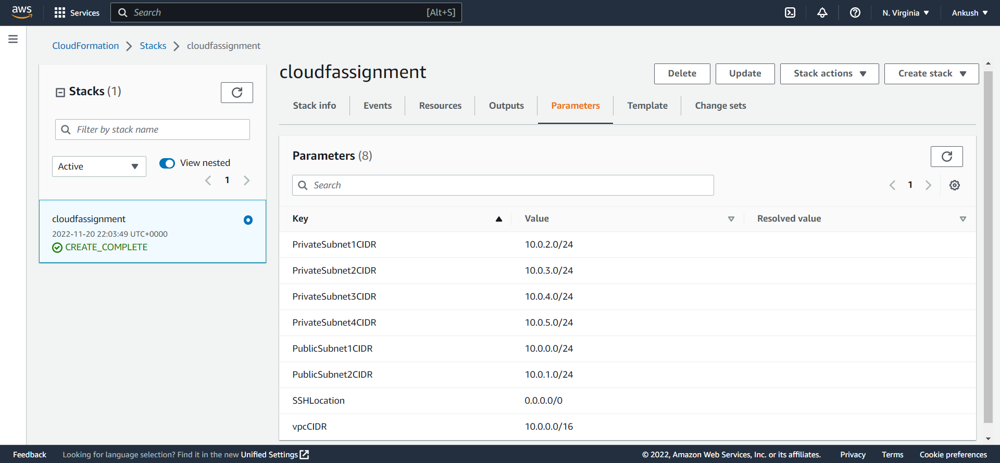 aws
Services
Search
[Alt+S]
N. Virginia
Ankush
CloudFormation
Stacks
cloudfassignment
Stacks (1)
Filter by stack name
Active
View nested
1
cloudfassignment
2022-11-20 22:03:49 UTC+0000
CREATE_COMPLETE
cloudfassignment
Delete
Update
Stack actions
Create stack
Stack info
Events
Resources
Outputs
Parameters
Template
Change sets
Parameters (8)
Search
1
Key Value Resolved value
PrivateSubnet1CIDR 10.0.2.0/24
PrivateSubnet2CIDR 10.0.3.0/24
PrivateSubnet3CIDR 10.0.4.0/24
PrivateSubnet4CIDR 10.0.5.0/24
PublicSubnet1CIDR 10.0.0.0/24
PublicSubnet2CIDR 10.0.1.0/24
SSHLocation 0.0.0.0/0
vpcCIDR 10.0.0.0/16
Feedback
Looking for language selection? Find it in the new Unified Settings
© 2022, Amazon Web Services, Inc. or its affiliates.
Privacy
Terms
Cookie preferences